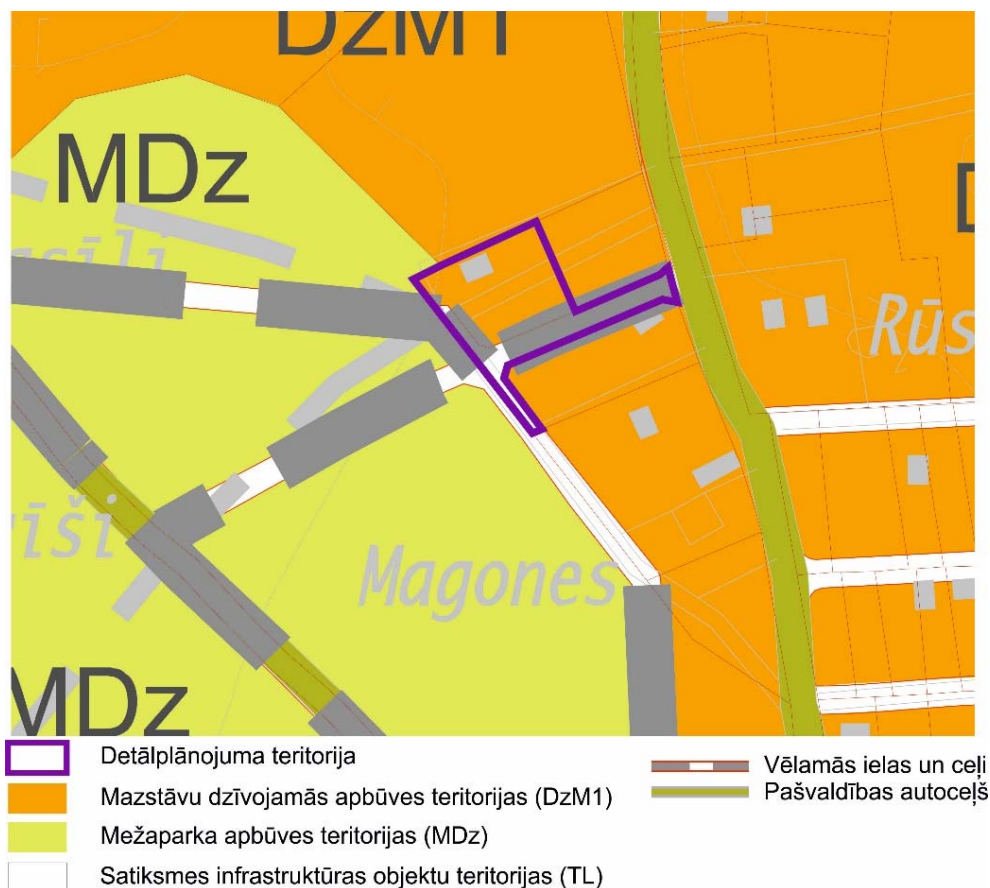 DzM1
MDz
Magones
MDz
Detālplānojuma teritorija
Mazstāvu dzīvojamās apbūves teritorijas (DzM1)
Mežaparka apbūves teritorijas (MDz)
Satiksmes infrastruktūras objektu teritorijas (TL)
Vēlamās ielas un ceļi
Pašvaldības autoceļš